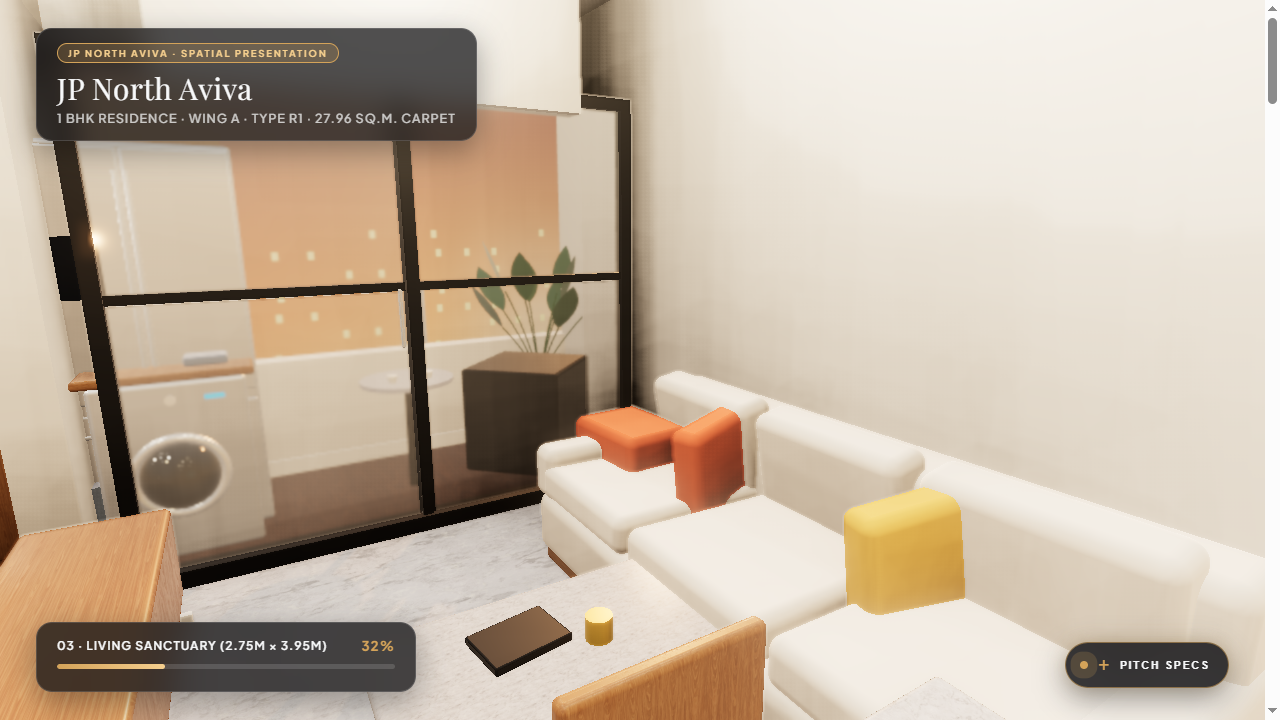 JP NORTH AVIVA · SPATIAL PRESENTATION
JP North Aviva
1 BHK RESIDENCE · WING A · TYPE R1 · 27.96 SQ.M. CARPET
03 · LIVING SANCTUARY (2.75M × 3.95M) 32%
+ PITCH SPECS